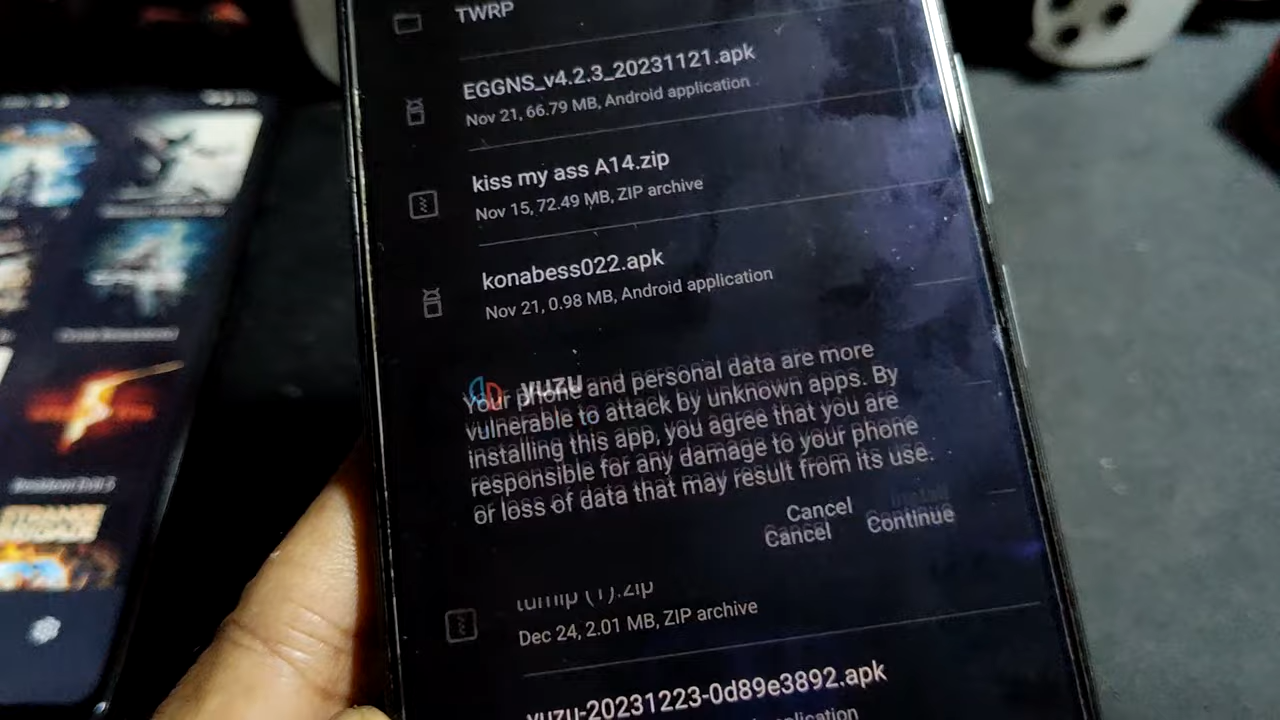 TWRP
EGGNS_v4.2.3_20231121.apk
Nov 21, 66.79 MB, Android application
kiss my ass A14.zip
Nov 15, 72.49 MB, ZIP archive
konabess022.apk
Nov 21, 0.98 MB, Android application
yuzu
Your phone and personal data are more
vulnerable to attack by unknown apps. By
installing this app, you agree that you are
responsible for any damage to your phone
or loss of data that may result from its use.
Cancel
Install
Cancel
Continue
turnip (1).zip
Dec 24, 2.01 MB, ZIP archive
yuzu-20231223-0d89e3892.apk
application